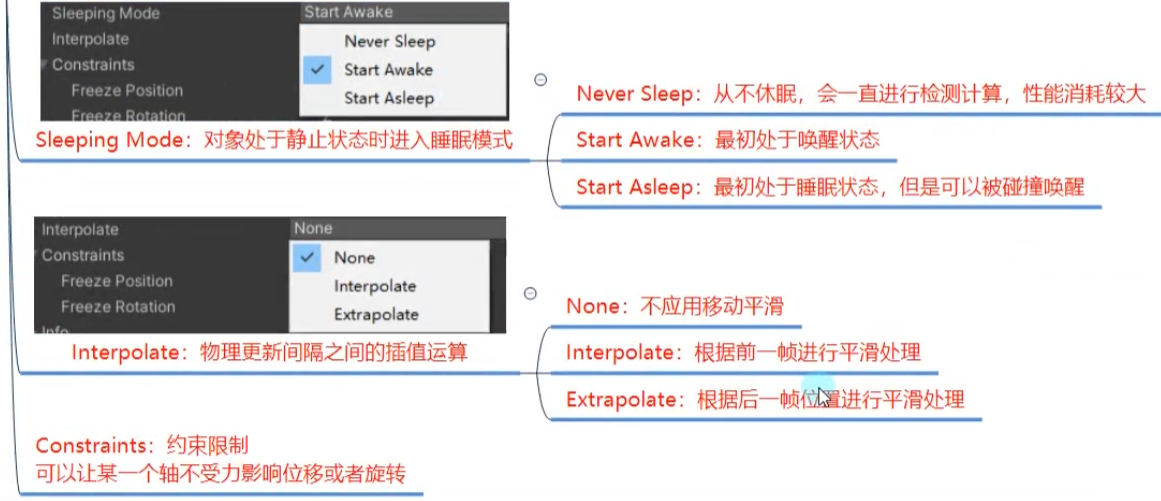 Sleeping Mode
Start Awake
Interpolate
Never Sleep
Constraints
Start Awake
Freeze Position
Start Asleep
Freeze Rotation
Sleeping Mode：对象处于静止状态时进入睡眠模式
Never Sleep：从不休眠，会一直进行检测计算，性能消耗较大
Start Awake：最初处于唤醒状态
Start Asleep：最初处于睡眠状态，但是可以被碰撞唤醒
Interpolate
None
Constraints
None
Freeze Position
Interpolate
Freeze Rotation
Extrapolate
Info
Interpolate：物理更新间隔之间的插值运算
None：不应用移动平滑
Interpolate：根据前一帧进行平滑处理
Extrapolate：根据后一帧位置进行平滑处理
Constraints：约束限制
可以让某一个轴不受力影响位移或者旋转